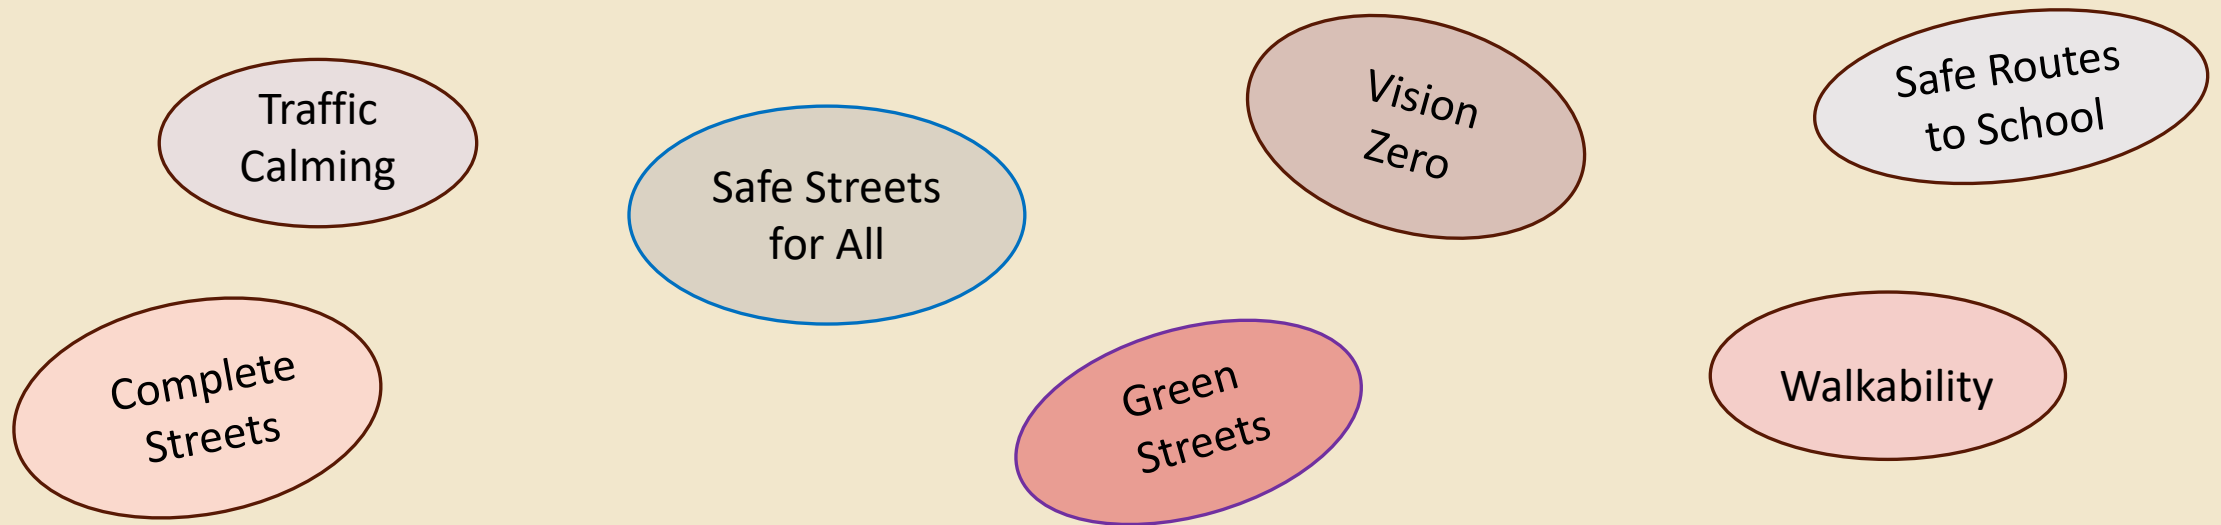 Traffic
Calming
Safe Streets
for All
Vision
Zero
Safe Routes
to School
Complete
Streets
Green
Streets
Walkability